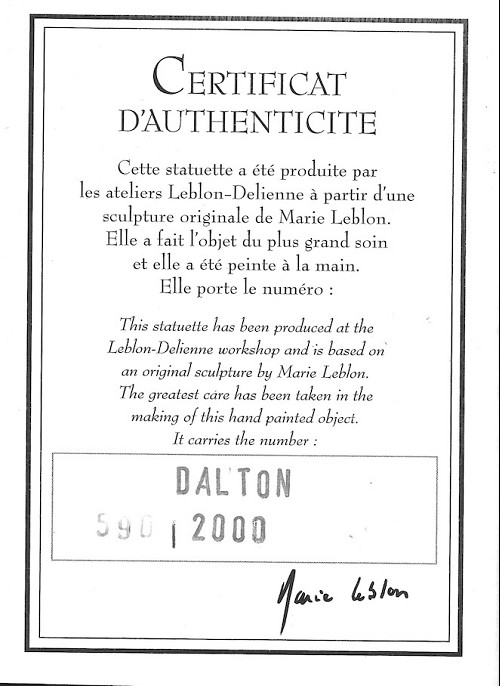 CERTIFICAT
D'AUTHENTICITE
Cette statuette a été produite par
les ateliers Leblon-Delienne à partir d'une
sculpture originale de Marie Leblon.
Elle a fait l'objet du plus grand soin
et elle a été peinte à la main.
Elle porte le numéro :
This statuette has been produced at the
Leblon-Delienne workshop and is based on
an original sculpture by Marie Leblon.
The greatest care has been taken in the
making of this hand painted object.
It carries the number :
DALTON
590 | 2000
Marie Leblon